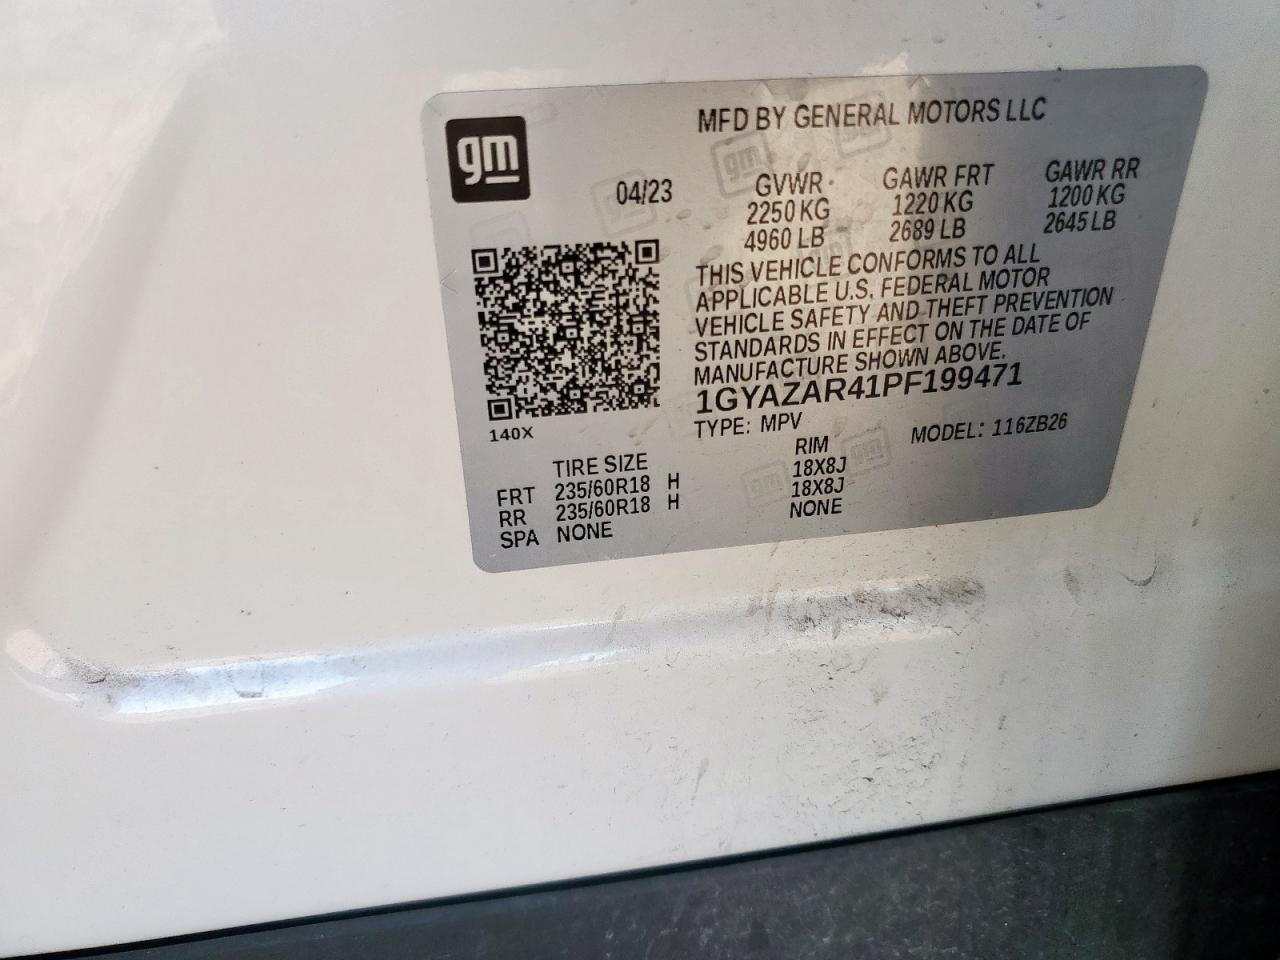 MFD BY GENERAL MOTORS LLC
gm
04/23
GVWR GAWR FRT GAWR RR
2250 KG 1220 KG 1200 KG
4960 LB 2689 LB 2645 LB
THIS VEHICLE CONFORMS TO ALL
APPLICABLE U.S. FEDERAL MOTOR
VEHICLE SAFETY AND THEFT PREVENTION
STANDARDS IN EFFECT ON THE DATE OF
MANUFACTURE SHOWN ABOVE.
1GYAZAR41PF199471
TYPE: MPV MODEL: 116ZB26
140X
TIRE SIZE RIM
FRT 235/60R18 H 18X8J
RR 235/60R18 H 18X8J
SPA NONE NONE